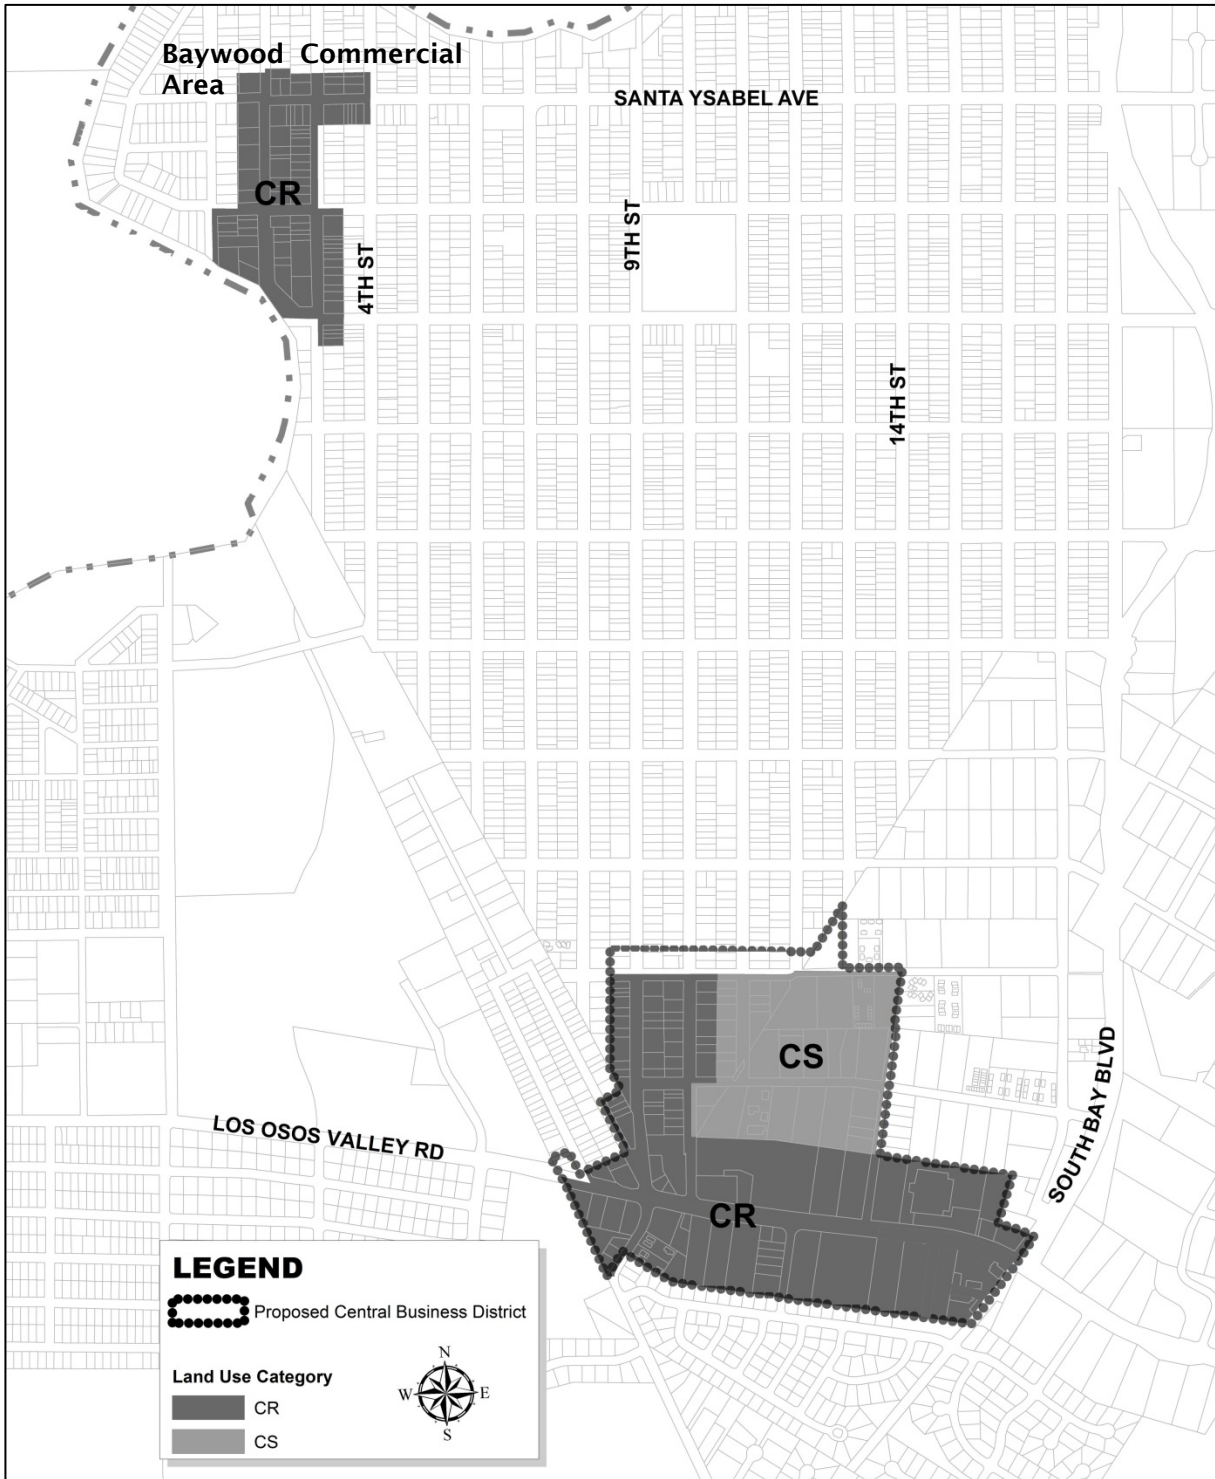 Baywood Commercial
Area
SANTA YSABEL AVE
CR
9TH ST
4TH ST
14TH ST
CS
SOUTH BAY BLVD
LOS OSOS VALLEY RD
CR
LEGEND
Proposed Central Business District
Land Use Category
CR
CS
N
W E
S